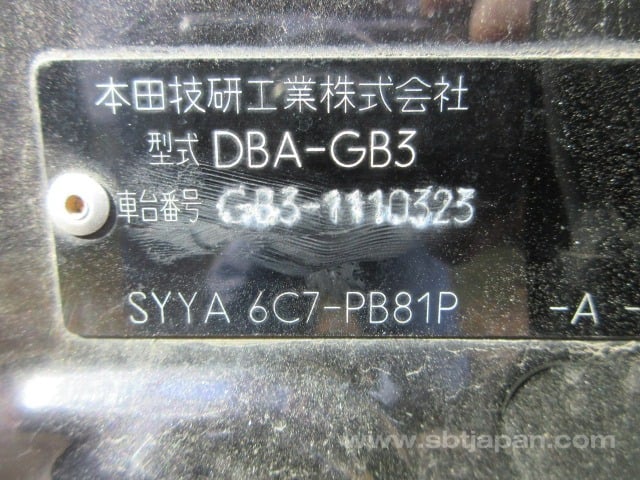 本田技研工業株式会社
型式 DBA-GB3
車台番号 GB3-1110323
SYYA 6C7-PB81P -A -
www.sbtjapan.com